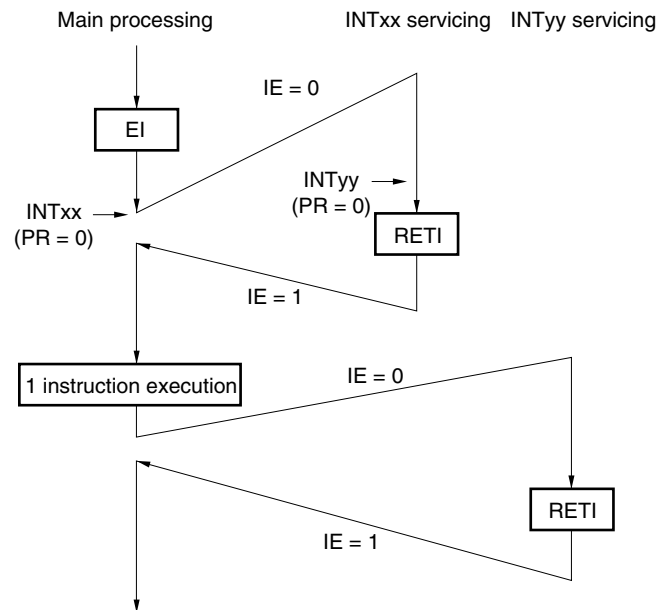 Main processing
INTxx servicing
INTyy servicing
IE = 0
EI
INTyy
(PR = 0)
INTxx
(PR = 0)
RETI
IE = 1
1 instruction execution
IE = 0
RETI
IE = 1